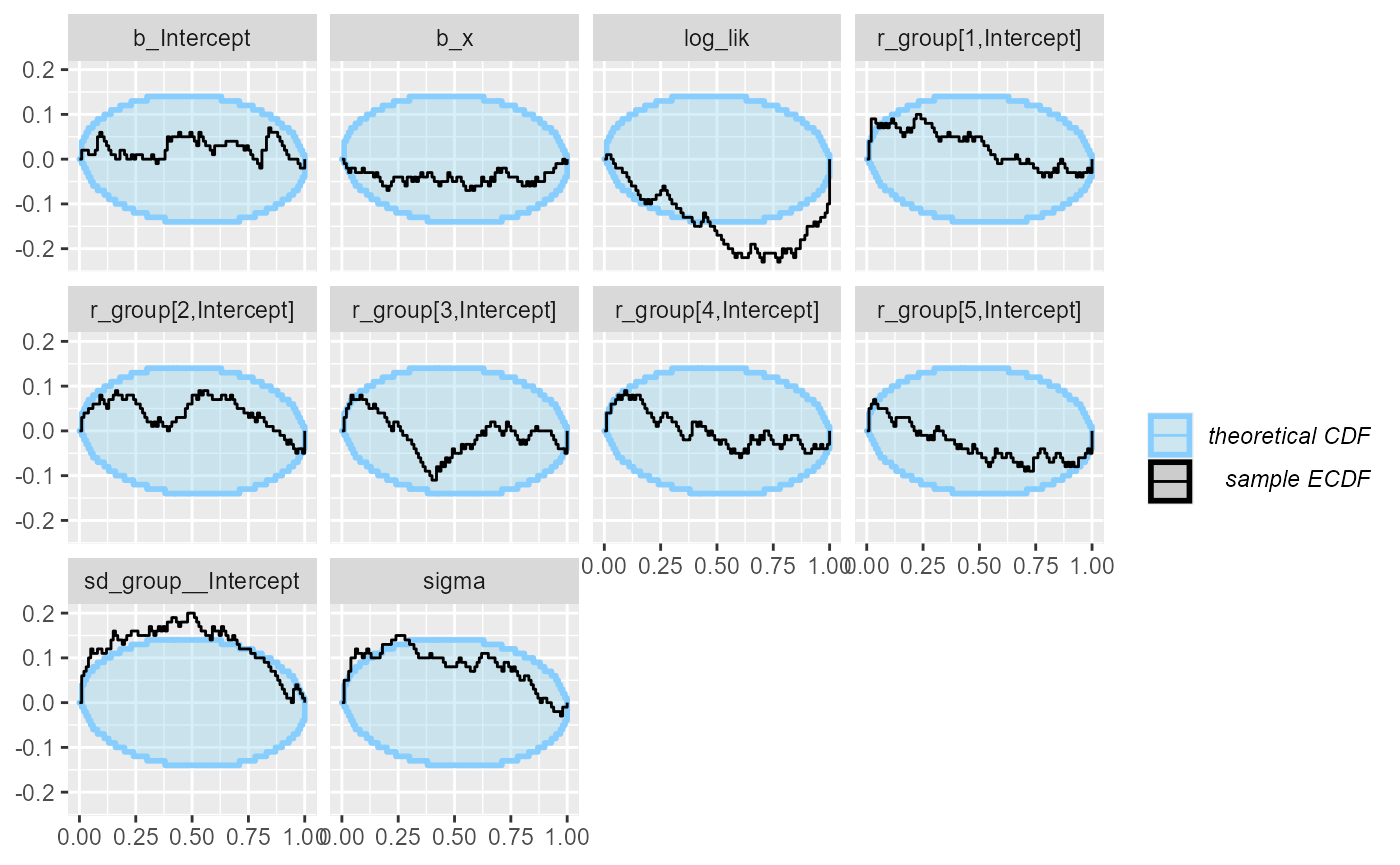 b_Intercept b_x log_lik r_group[1,Intercept]
0.2
0.1
0.0
-0.1
-0.2
r_group[2,Intercept] r_group[3,Intercept] r_group[4,Intercept] r_group[5,Intercept]
0.2
0.1
0.0
-0.1
-0.2
0.00 0.25 0.50 0.75 1.00 0.00 0.25 0.50 0.75 1.00
sd_group__Intercept sigma
0.2
0.1
0.0
-0.1
-0.2
0.00 0.25 0.50 0.75 1.00 0.00 0.25 0.50 0.75 1.00
theoretical CDF
sample ECDF